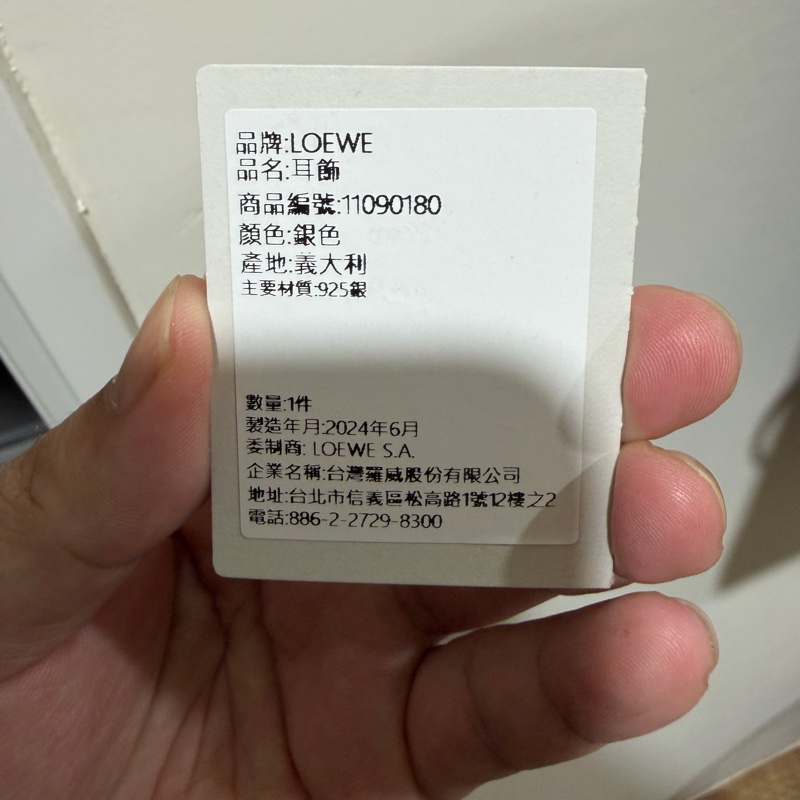 品牌:LOEWE
品名:耳飾
商品編號:11090180
顏色:銀色
產地:義大利
主要材質:925銀
數量:1件
製造年月:2024年6月
委制商: LOEWE S.A.
企業名稱:台灣羅威股份有限公司
地址:台北市信義區松高路1號12樓之2
電話:886-2-2729-8300